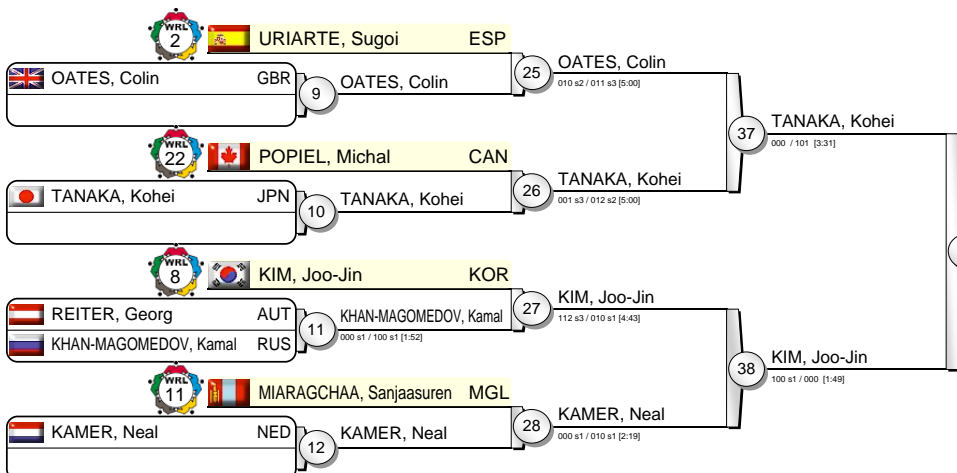 WRL 2 URIARTE, Sugoi ESP
OATES, Colin GBR
9 OATES, Colin
25 OATES, Colin
010 s2 / 011 s3 [5:00]
WRL 22 POPIEL, Michal CAN
TANAKA, Kohei JPN
10 TANAKA, Kohei
26 TANAKA, Kohei
001 s3 / 012 s2 [5:00]
37 TANAKA, Kohei
000 / 101 [3:31]
WRL 8 KIM, Joo-Jin KOR
REITER, Georg AUT
KHAN-MAGOMEDOV, Kamal RUS
11 KHAN-MAGOMEDOV, Kamal
000 s1 / 100 s1 [1:52]
27 KIM, Joo-Jin
112 s3 / 010 s1 [4:43]
WRL 11 MIARAGCHAA, Sanjaasuren MGL
KAMER, Neal NED
12 KAMER, Neal
28 KAMER, Neal
000 s1 / 010 s1 [2:19]
38 KIM, Joo-Jin
100 s1 / 000 [1:49]